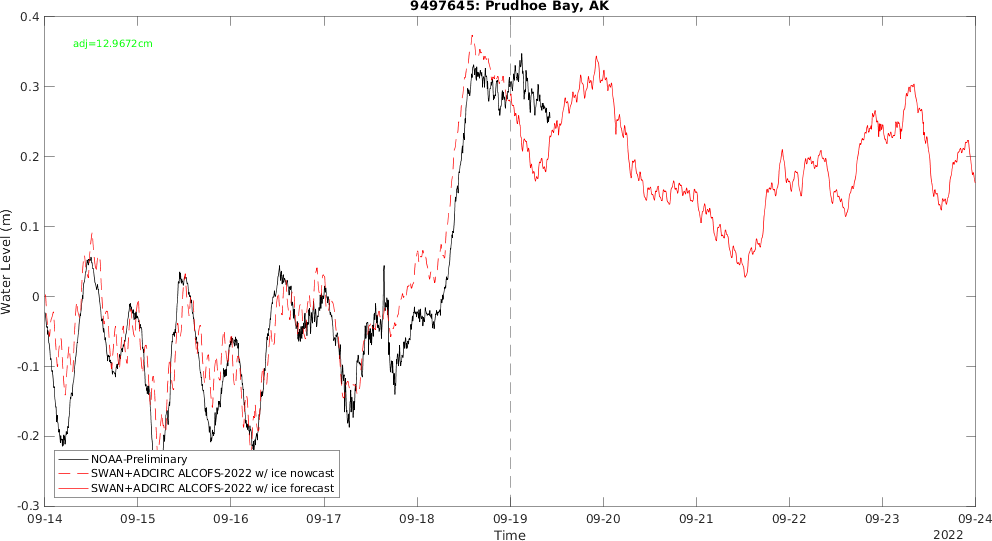 9497645: Prudhoe Bay, AK
adj=12.9672cm
0.4
0.3
0.2
0.1
0
-0.1
-0.2
-0.3
Water Level (m)
NOAA-Preliminary
SWAN+ADCIRC ALCOFS-2022 w/ ice nowcast
SWAN+ADCIRC ALCOFS-2022 w/ ice forecast
09-14 09-15 09-16 09-17 09-18 09-19 09-20 09-21 09-22 09-23 09-24
Time
2022